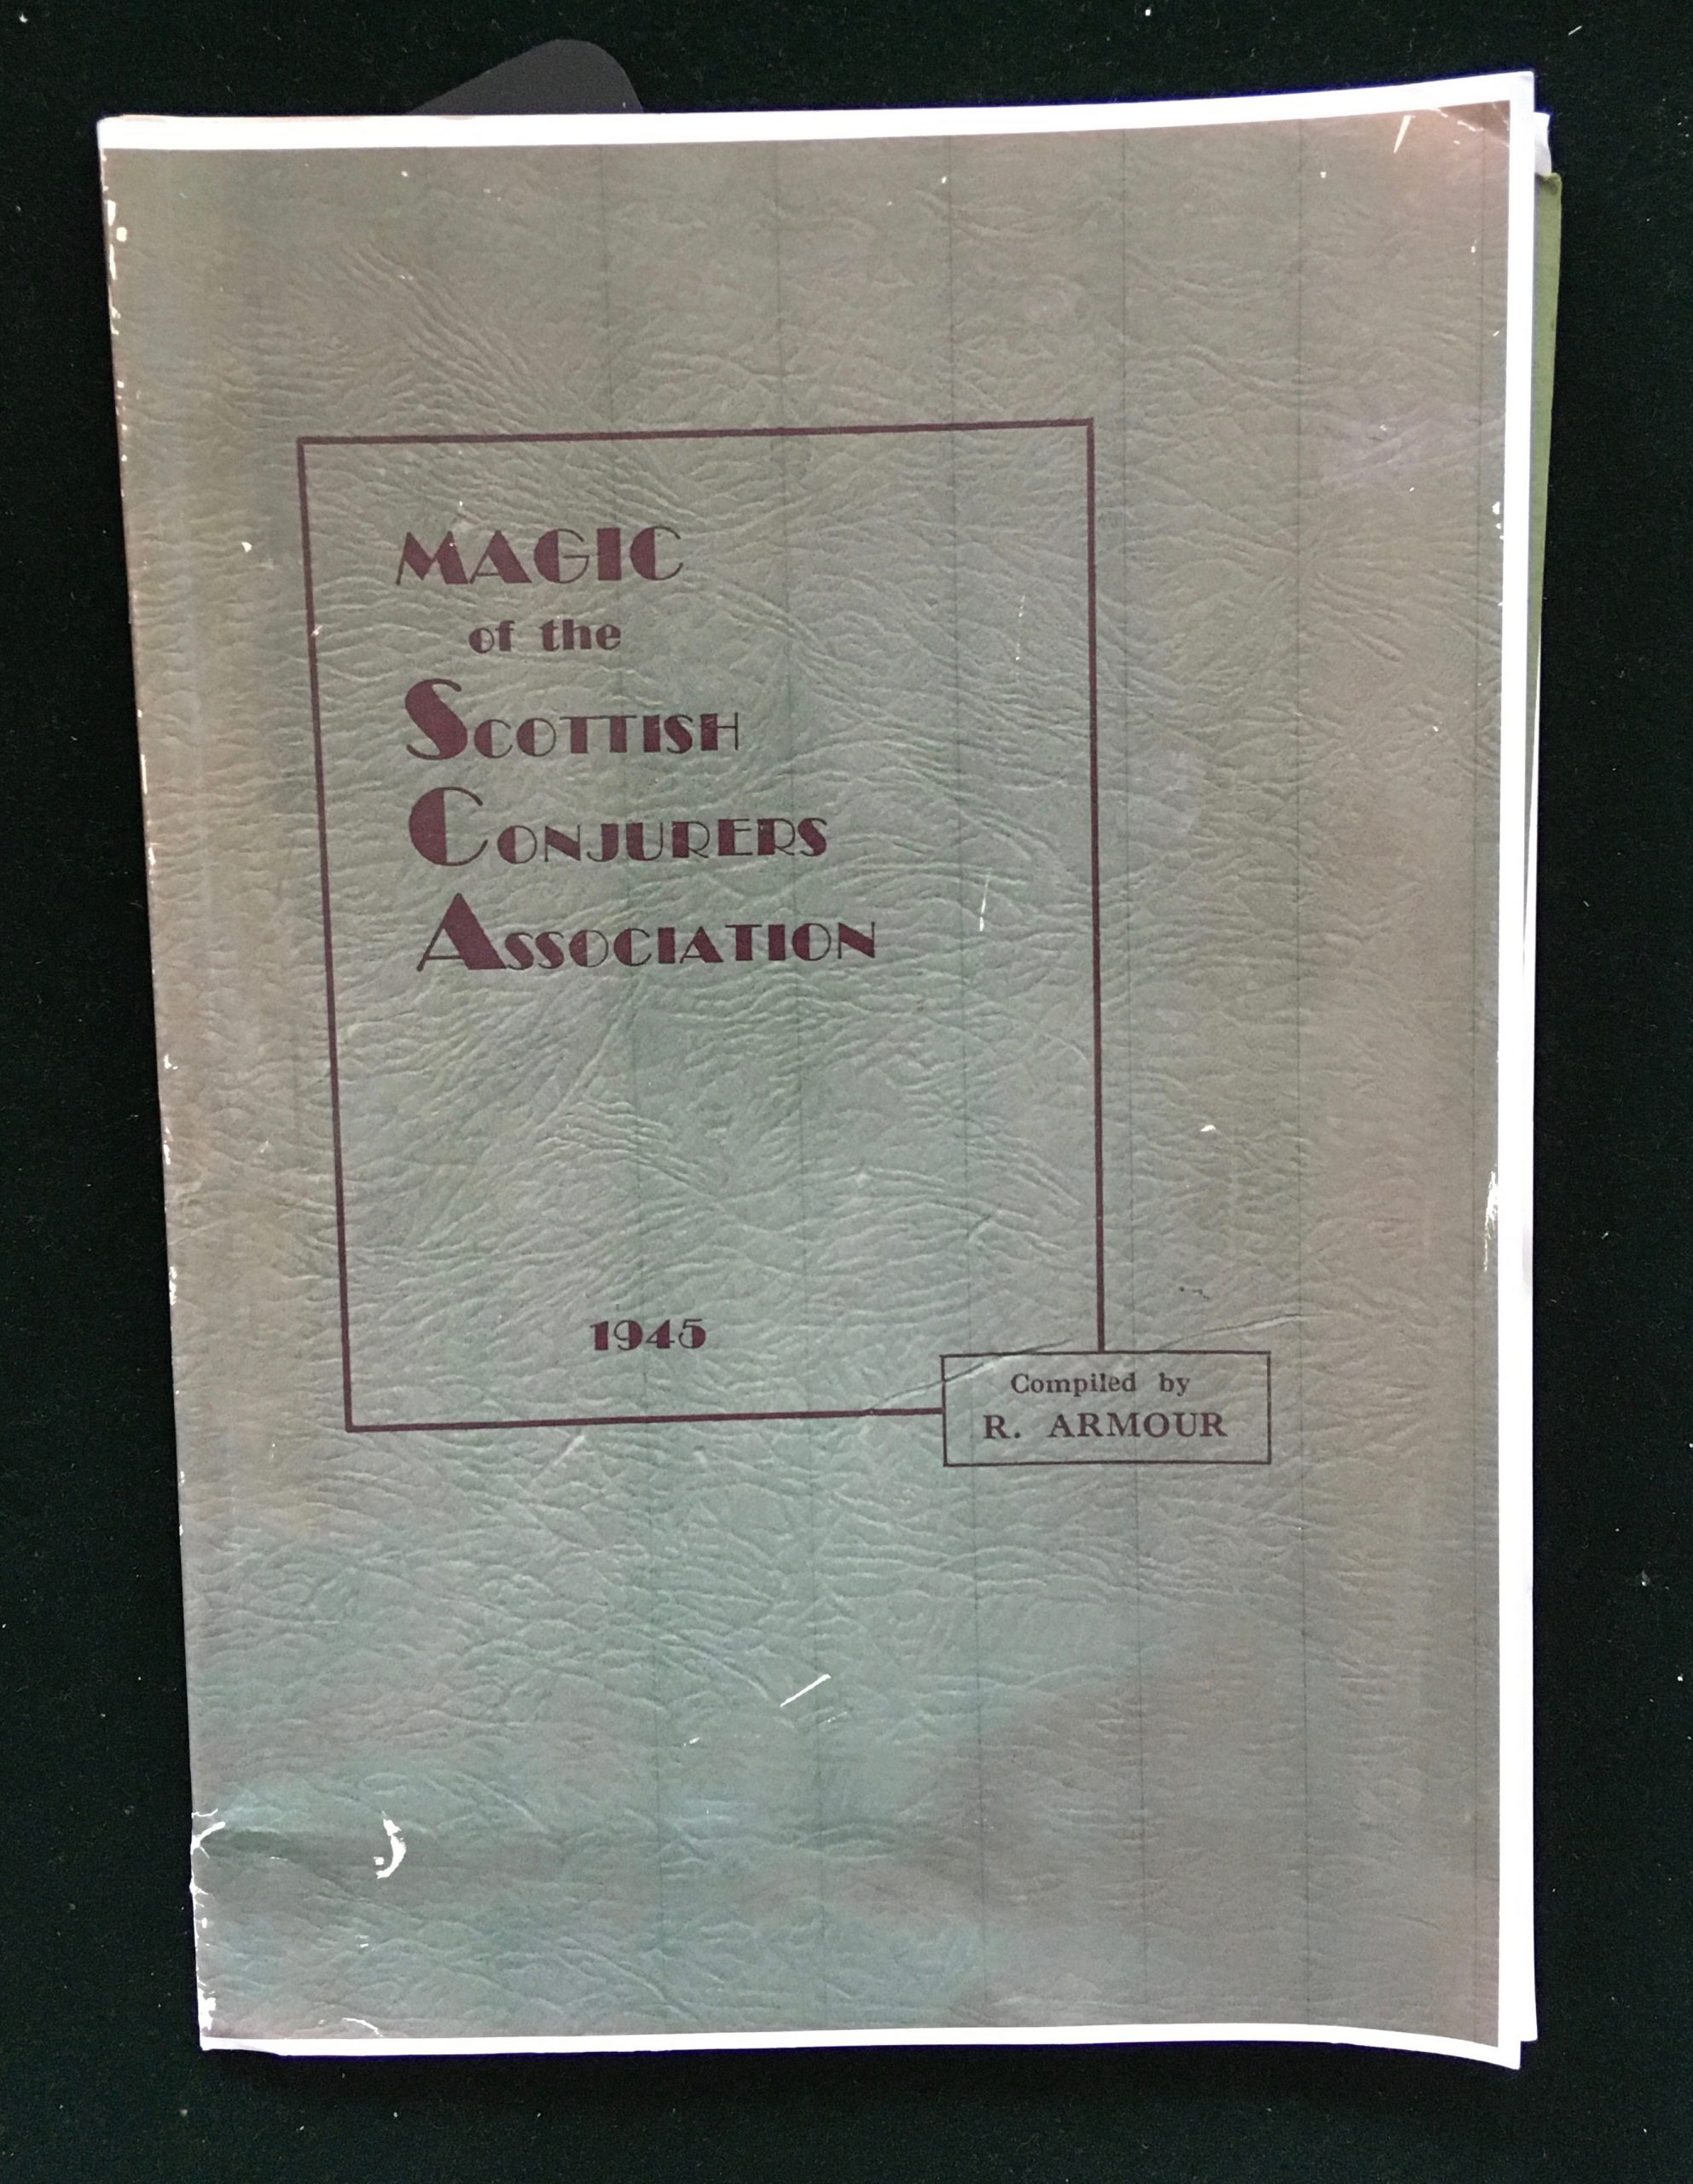 MAGIC
of the
SCOTTISH
CONJURERS
ASSOCIATION
1945
Compiled by
R. ARMOUR